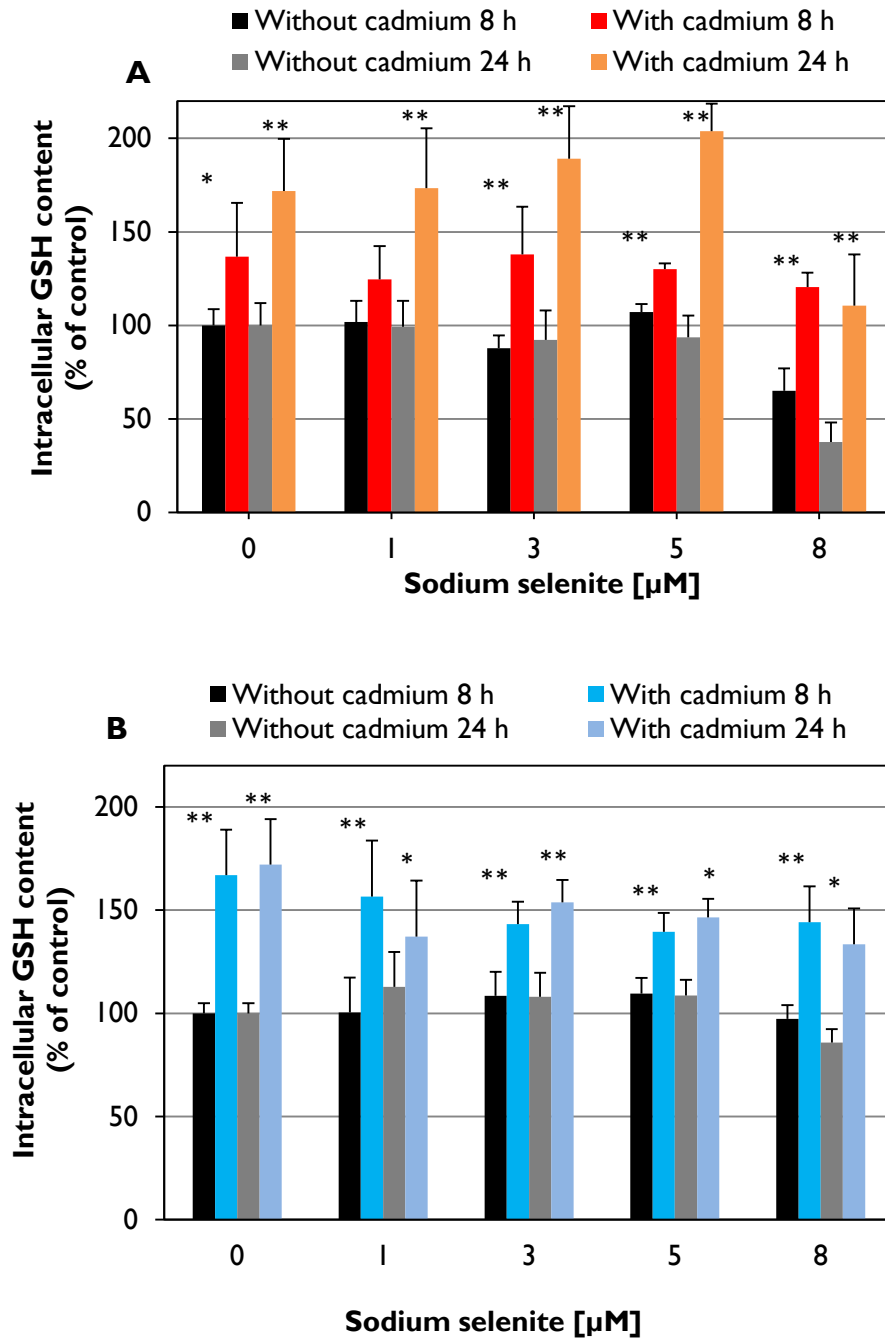 Without cadmium 8 h With cadmium 8 h
A Without cadmium 24 h With cadmium 24 h
Intracellular GSH content
(% of control)
200
150
100
50
0
* ** ** ** ** ** ** ** **
0 1 3 5 8
Sodium selenite [µM]
Without cadmium 8 h With cadmium 8 h
B Without cadmium 24 h With cadmium 24 h
Intracellular GSH content
(% of control)
200
150
100
50
0
** ** ** * ** ** ** * ** *
0 1 3 5 8
Sodium selenite [µM]